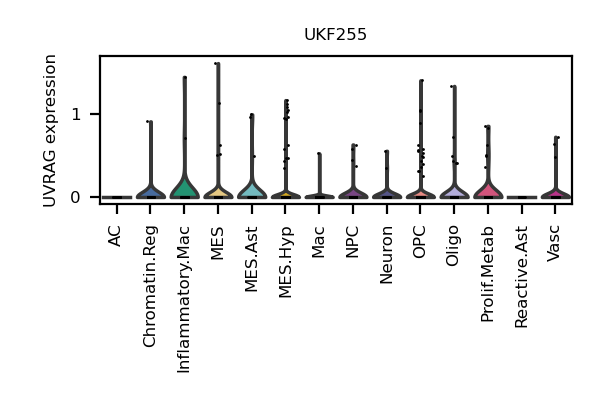 UKF255
UVRAG expression
1
0
AC
Chromatin.Reg
Inflammatory.Mac
MES
MES.Ast
MES.Hyp
Mac
NPC
Neuron
OPC
Oligo
Prolif.Metab
Reactive.Ast
Vasc